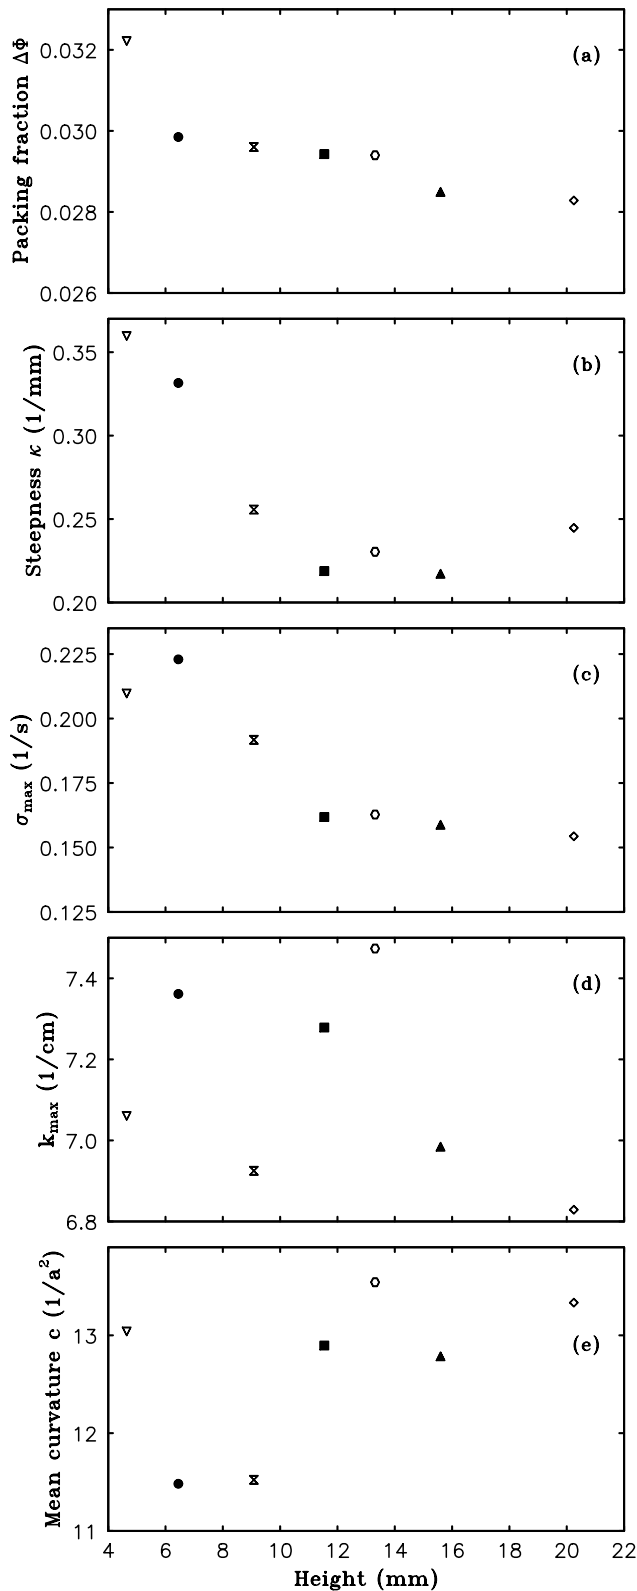 Packing fraction ΔΦ
0.032
0.030
0.028
0.026
(a)
Steepness κ (1/mm)
0.35
0.30
0.25
0.20
(b)
σmax (1/s)
0.225
0.200
0.175
0.150
0.125
(c)
kmax (1/cm)
7.4
7.2
7.0
6.8
(d)
Mean curvature c (1/a²)
13
12
11
(e)
4 6 8 10 12 14 16 18 20 22
Height (mm)